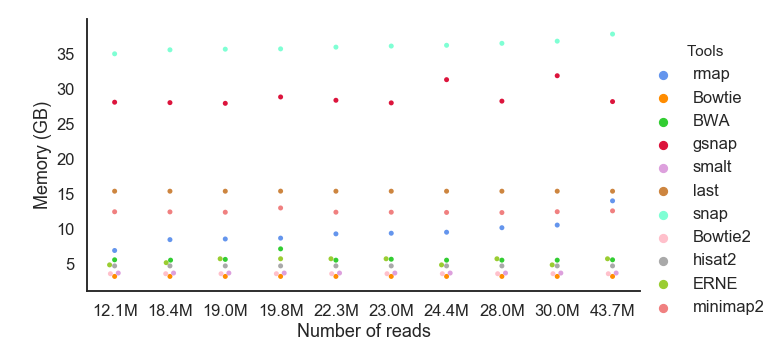 Memory (GB)
35
30
25
20
15
10
5
12.1M 18.4M 19.0M 19.8M 22.3M 23.0M 24.4M 28.0M 30.0M 43.7M
Number of reads
Tools
rmap
Bowtie
BWA
gsnap
smalt
last
snap
Bowtie2
hisat2
ERNE
minimap2